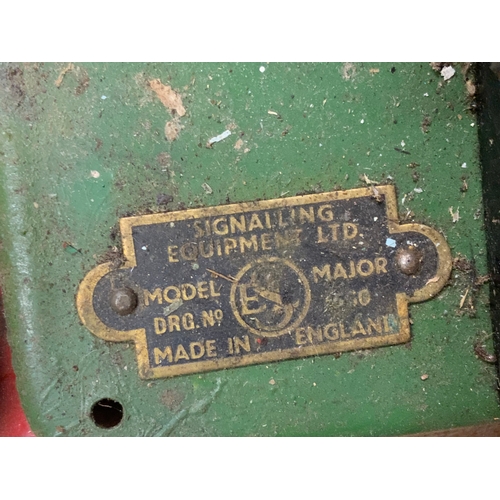 SIGNALLING
EQUIPMENT LTD.
MODEL MAJOR
DRG. Nº
MADE IN ENGLAND